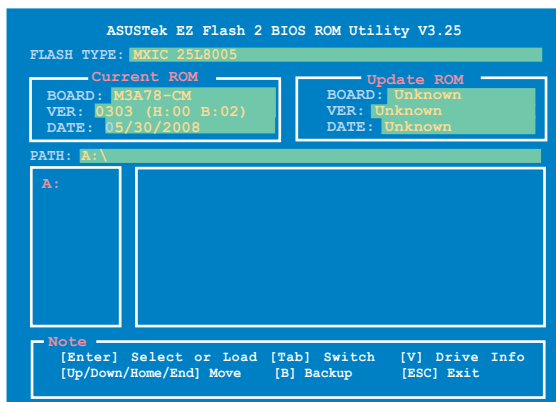 ASUSTek EZ Flash 2 BIOS ROM Utility V3.25
FLASH TYPE: MXIC 25L8005
Current ROM
BOARD: M3A78-CM
VER: 0303 (H:00 B:02)
DATE: 05/30/2008
Update ROM
BOARD: Unknown
VER: Unknown
DATE: Unknown
PATH: A:\
A:
Note
[Enter] Select or Load [Tab] Switch [V] Drive Info
[Up/Down/Home/End] Move [B] Backup [ESC] Exit